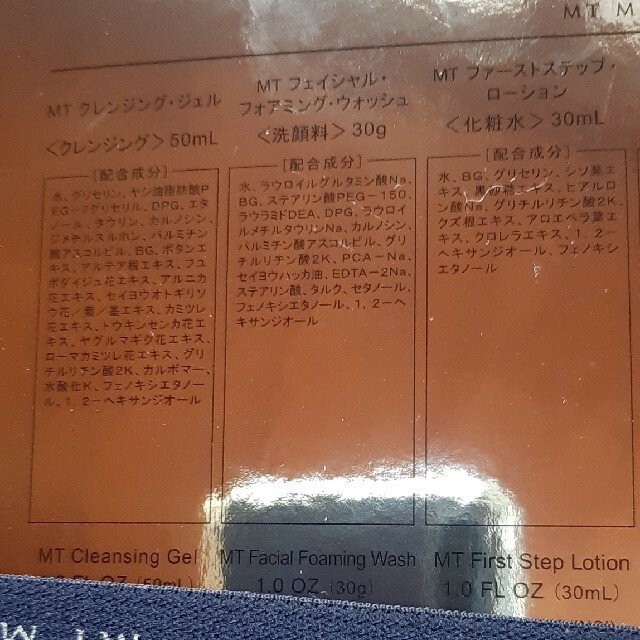 MT M
MT クレンジング・ジェル
<クレンジング> 50mL
[配合成分]
水、グリセリン、ヤシ油脂肪酸P
EG-7グリセリル、DPG、エタ
ノール、タウリン、カルノシン、
ジメチルスルホン、パルミチン
酸アスコルビル、BG、ボタンエ
キス、アルテア根エキス、フユ
ボダイジュ花エキス、アルニカ
花エキス、セイヨウオトギリソ
ウ花/葉/茎エキス、カミツレ
花エキス、トウキンセンカ花エ
キス、ヤグルマギク花エキス、
ローマカミツレ花エキス、グリ
チルリチン酸2K、カルボマー、
水酸化K、フェノキシエタノー
ル、1,2-ヘキサンジオール
MT フェイシャル・
フォアミング・ウォッシュ
<洗顔料> 30g
[配合成分]
水、ラウロイルグルタミン酸Na、
BG、ステアリン酸PEG-150、
ラウラミドDEA、DPG、ラウロイ
ルメチルタウリンNa、カルノシン、
パルミチン酸アスコルビル、グリ
チルリチン酸2K、PCA-Na、
セイヨウハッカ油、EDTA-2Na、
ステアリン酸、タルク、セタノール、
フェノキシエタノール、1,2-ヘ
キサンジオール
MT ファーストステップ・
ローション
<化粧水> 30mL
[配合成分]
水、BG、グリセリン、シソ葉エ
キス、黒砂糖エキス、ヒアルロ
ン酸Na、グリチルリチン酸2K、
クズ根エキス、アロエベラ葉エ
キス、クロレラエキス、1,2-
ヘキサンジオール、フェノキシ
エタノール
MT Cleansing Gel
FL OZ (50mL)
MT Facial Foaming Wash
1.0 OZ (30g)
MT First Step Lotion
1.0 FL OZ (30mL)